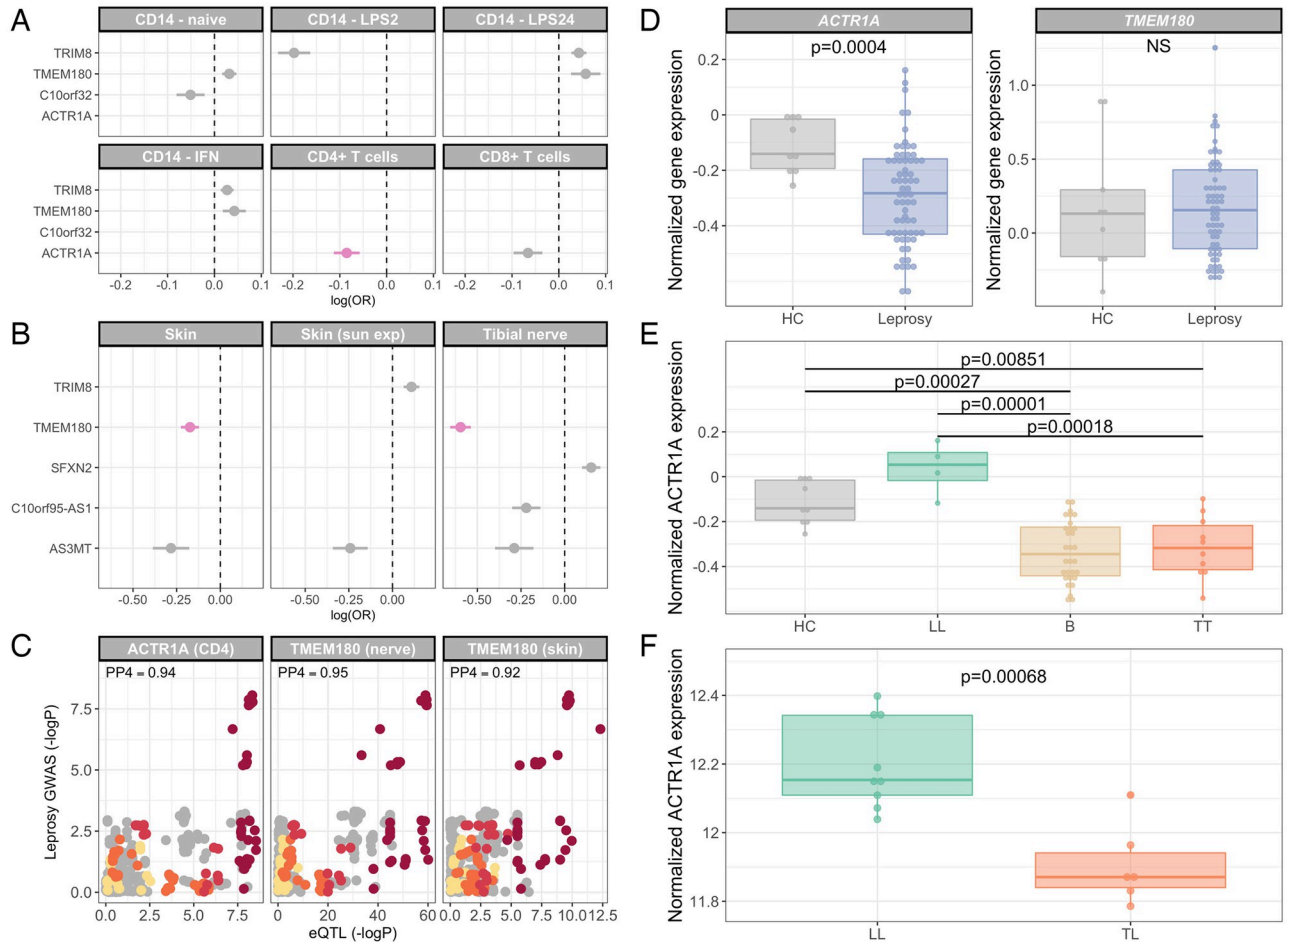 A
CD14 - naive
CD14 - LPS2
CD14 - LPS24
TRIM8
TMEM180
C10orf32
ACTR1A
CD14 - IFN
CD4+ T cells
CD8+ T cells
TRIM8
TMEM180
C10orf32
ACTR1A
-0.2 -0.1 0.0 0.1
-0.2 -0.1 0.0 0.1
-0.2 -0.1 0.0 0.1
log(OR)
B
Skin
Skin (sun exp)
Tibial nerve
TRIM8
TMEM180
SFXN2
C10orf95-AS1
AS3MT
-0.50 -0.25 0.00
-0.50 -0.25 0.00
-0.50 -0.25 0.00
log(OR)
C
ACTR1A (CD4)
TMEM180 (nerve)
TMEM180 (skin)
PP4 = 0.94
PP4 = 0.95
PP4 = 0.92
Leprosy GWAS (-logP)
7.5
5.0
2.5
0.0
0.0 2.5 5.0 7.5
0 20 40 60
0.0 2.5 5.0 7.5 10.0 12.5
eQTL (-logP)
D
ACTR1A
p=0.0004
Normalized gene expression
0.2
0
-0.2
-0.4
HC Leprosy
TMEM180
NS
Normalized gene expression
1.0
0.5
0.0
HC Leprosy
E
Normalized ACTR1A expression
p=0.00851
p=0.00027
p=0.00001
p=0.00018
0.2
0
-0.2
-0.4
HC LL B TT
F
Normalized ACTR1A expression
p=0.00068
12.4
12.2
12
11.8
LL TL